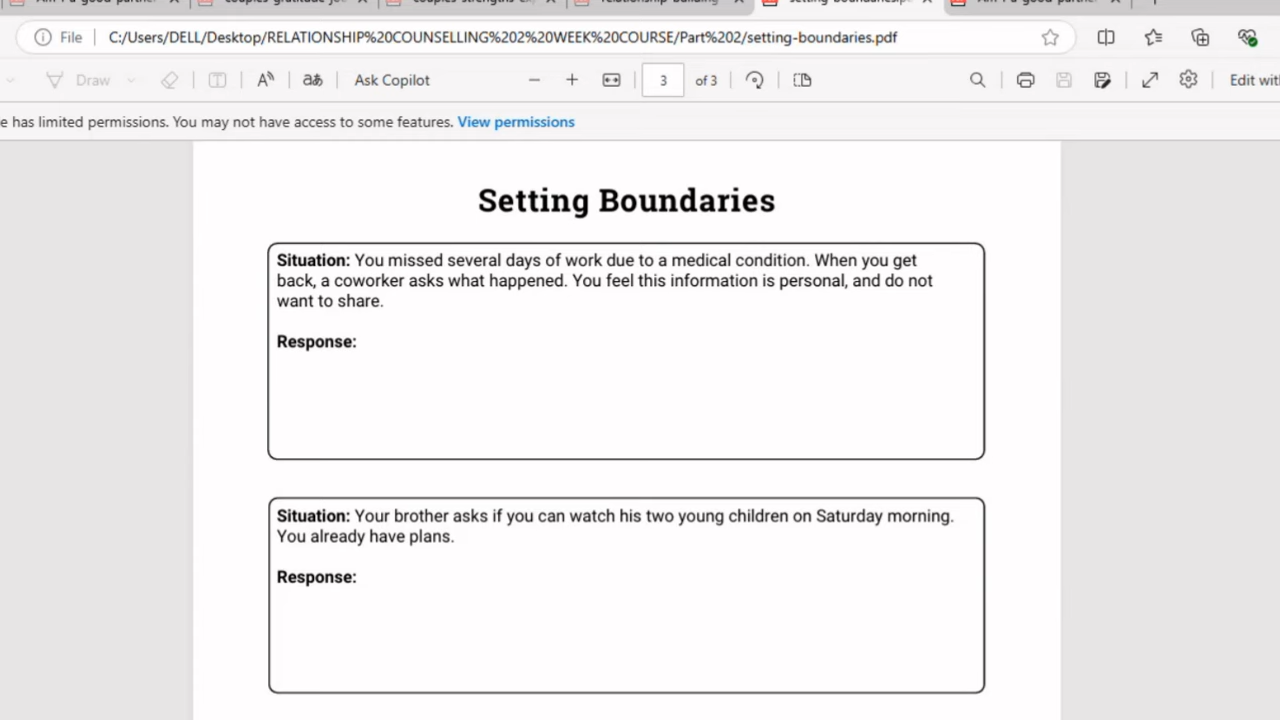 File
C:/Users/DELL/Desktop/RELATIONSHIP%20COUNSELLING%202%20WEEK%20COURSE/Part%202/setting-boundaries.pdf
Draw
Ask Copilot
3
of 3
Edit wit
e has limited permissions. You may not have access to some features. View permissions
Setting Boundaries
Situation: You missed several days of work due to a medical condition. When you get
back, a coworker asks what happened. You feel this information is personal, and do not
want to share.
Response:
Situation: Your brother asks if you can watch his two young children on Saturday morning.
You already have plans.
Response: